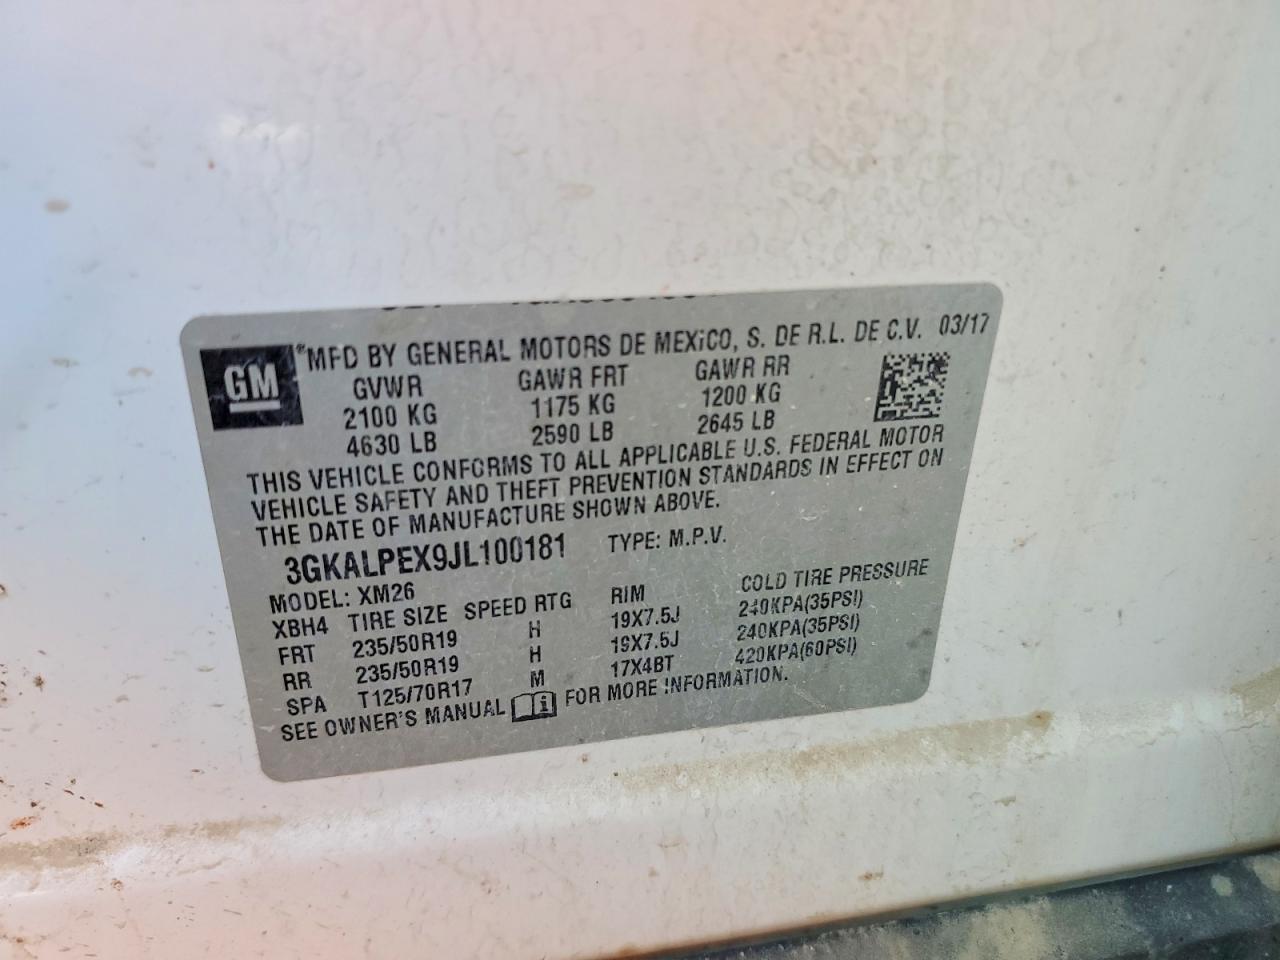 GM
MFD BY GENERAL MOTORS DE MEXICO, S. DE R.L. DE C.V. 03/17
GVWR GAWR FRT GAWR RR
2100 KG 1175 KG 1200 KG
4630 LB 2590 LB 2645 LB
THIS VEHICLE CONFORMS TO ALL APPLICABLE U.S. FEDERAL MOTOR
VEHICLE SAFETY AND THEFT PREVENTION STANDARDS IN EFFECT ON
THE DATE OF MANUFACTURE SHOWN ABOVE.
3GKALPEX9JL100181 TYPE: M.P.V.
MODEL: XM26
XBH4 TIRE SIZE SPEED RTG RIM COLD TIRE PRESSURE
FRT 235/50R19 H 19X7.5J 240KPA(35PSI)
RR 235/50R19 H 19X7.5J 240KPA(35PSI)
SPA T125/70R17 M 17X4BT 420KPA(60PSI)
SEE OWNER'S MANUAL i FOR MORE INFORMATION.